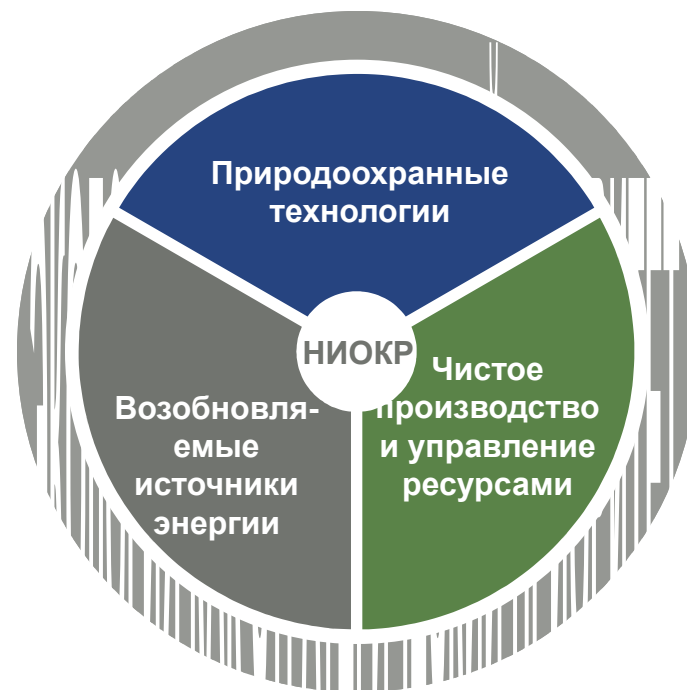 Природоохранные
технологии
НИОКР
Чистое
производство
и управление
ресурсами
Возобновля-
емые
источники
энергии